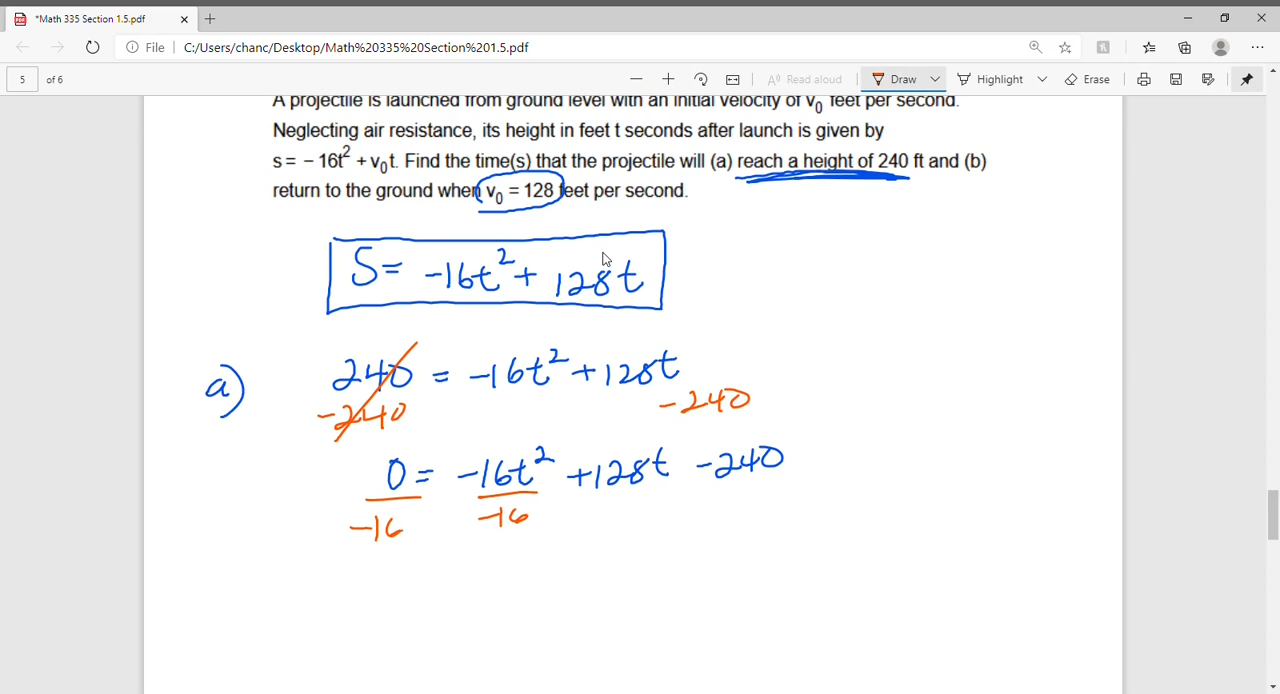 *Math 335 Section 1.5.pdf
File C:/Users/chanc/Desktop/Math%20335%20Section%201.5.pdf
5 of 6 Read aloud Draw Highlight Erase
A projectile is launched from ground level with an initial velocity of v₀ feet per second.
Neglecting air resistance, its height in feet t seconds after launch is given by
s = − 16t² + v₀t. Find the time(s) that the projectile will (a) reach a height of 240 ft and (b)
return to the ground when v₀ = 128 feet per second.
S = -16t² + 128t
a) 240 = -16t² + 128t
-240 -240
0 = -16t² + 128t - 240
-16 -16